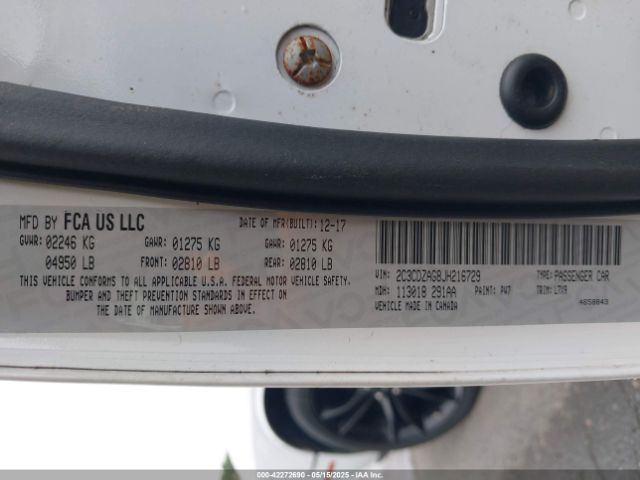 MFD BY FCA US LLC
DATE OF MFR(BUILT): 12-17
GVWR: 02246 KG GAWR: 01275 KG GAWR: 01275 KG
04950 LB FRONT: 02810 LB REAR: 02810 LB
THIS VEHICLE CONFORMS TO ALL APPLICABLE U.S.A. FEDERAL MOTOR VEHICLE SAFETY,
BUMPER AND THEFT PREVENTION STANDARDS IN EFFECT ON
THE DATE OF MANUFACTURE SHOWN ABOVE.
VIN: 2C3CDZAG8JH216729 TYPE: PASSENGER CAR
MDH: 113018 291AA PAINT: PW7 TRIM: L7X9
VEHICLE MADE IN CANADA 4858843
000-42272690 - 05/15/2025 - IAA Inc.